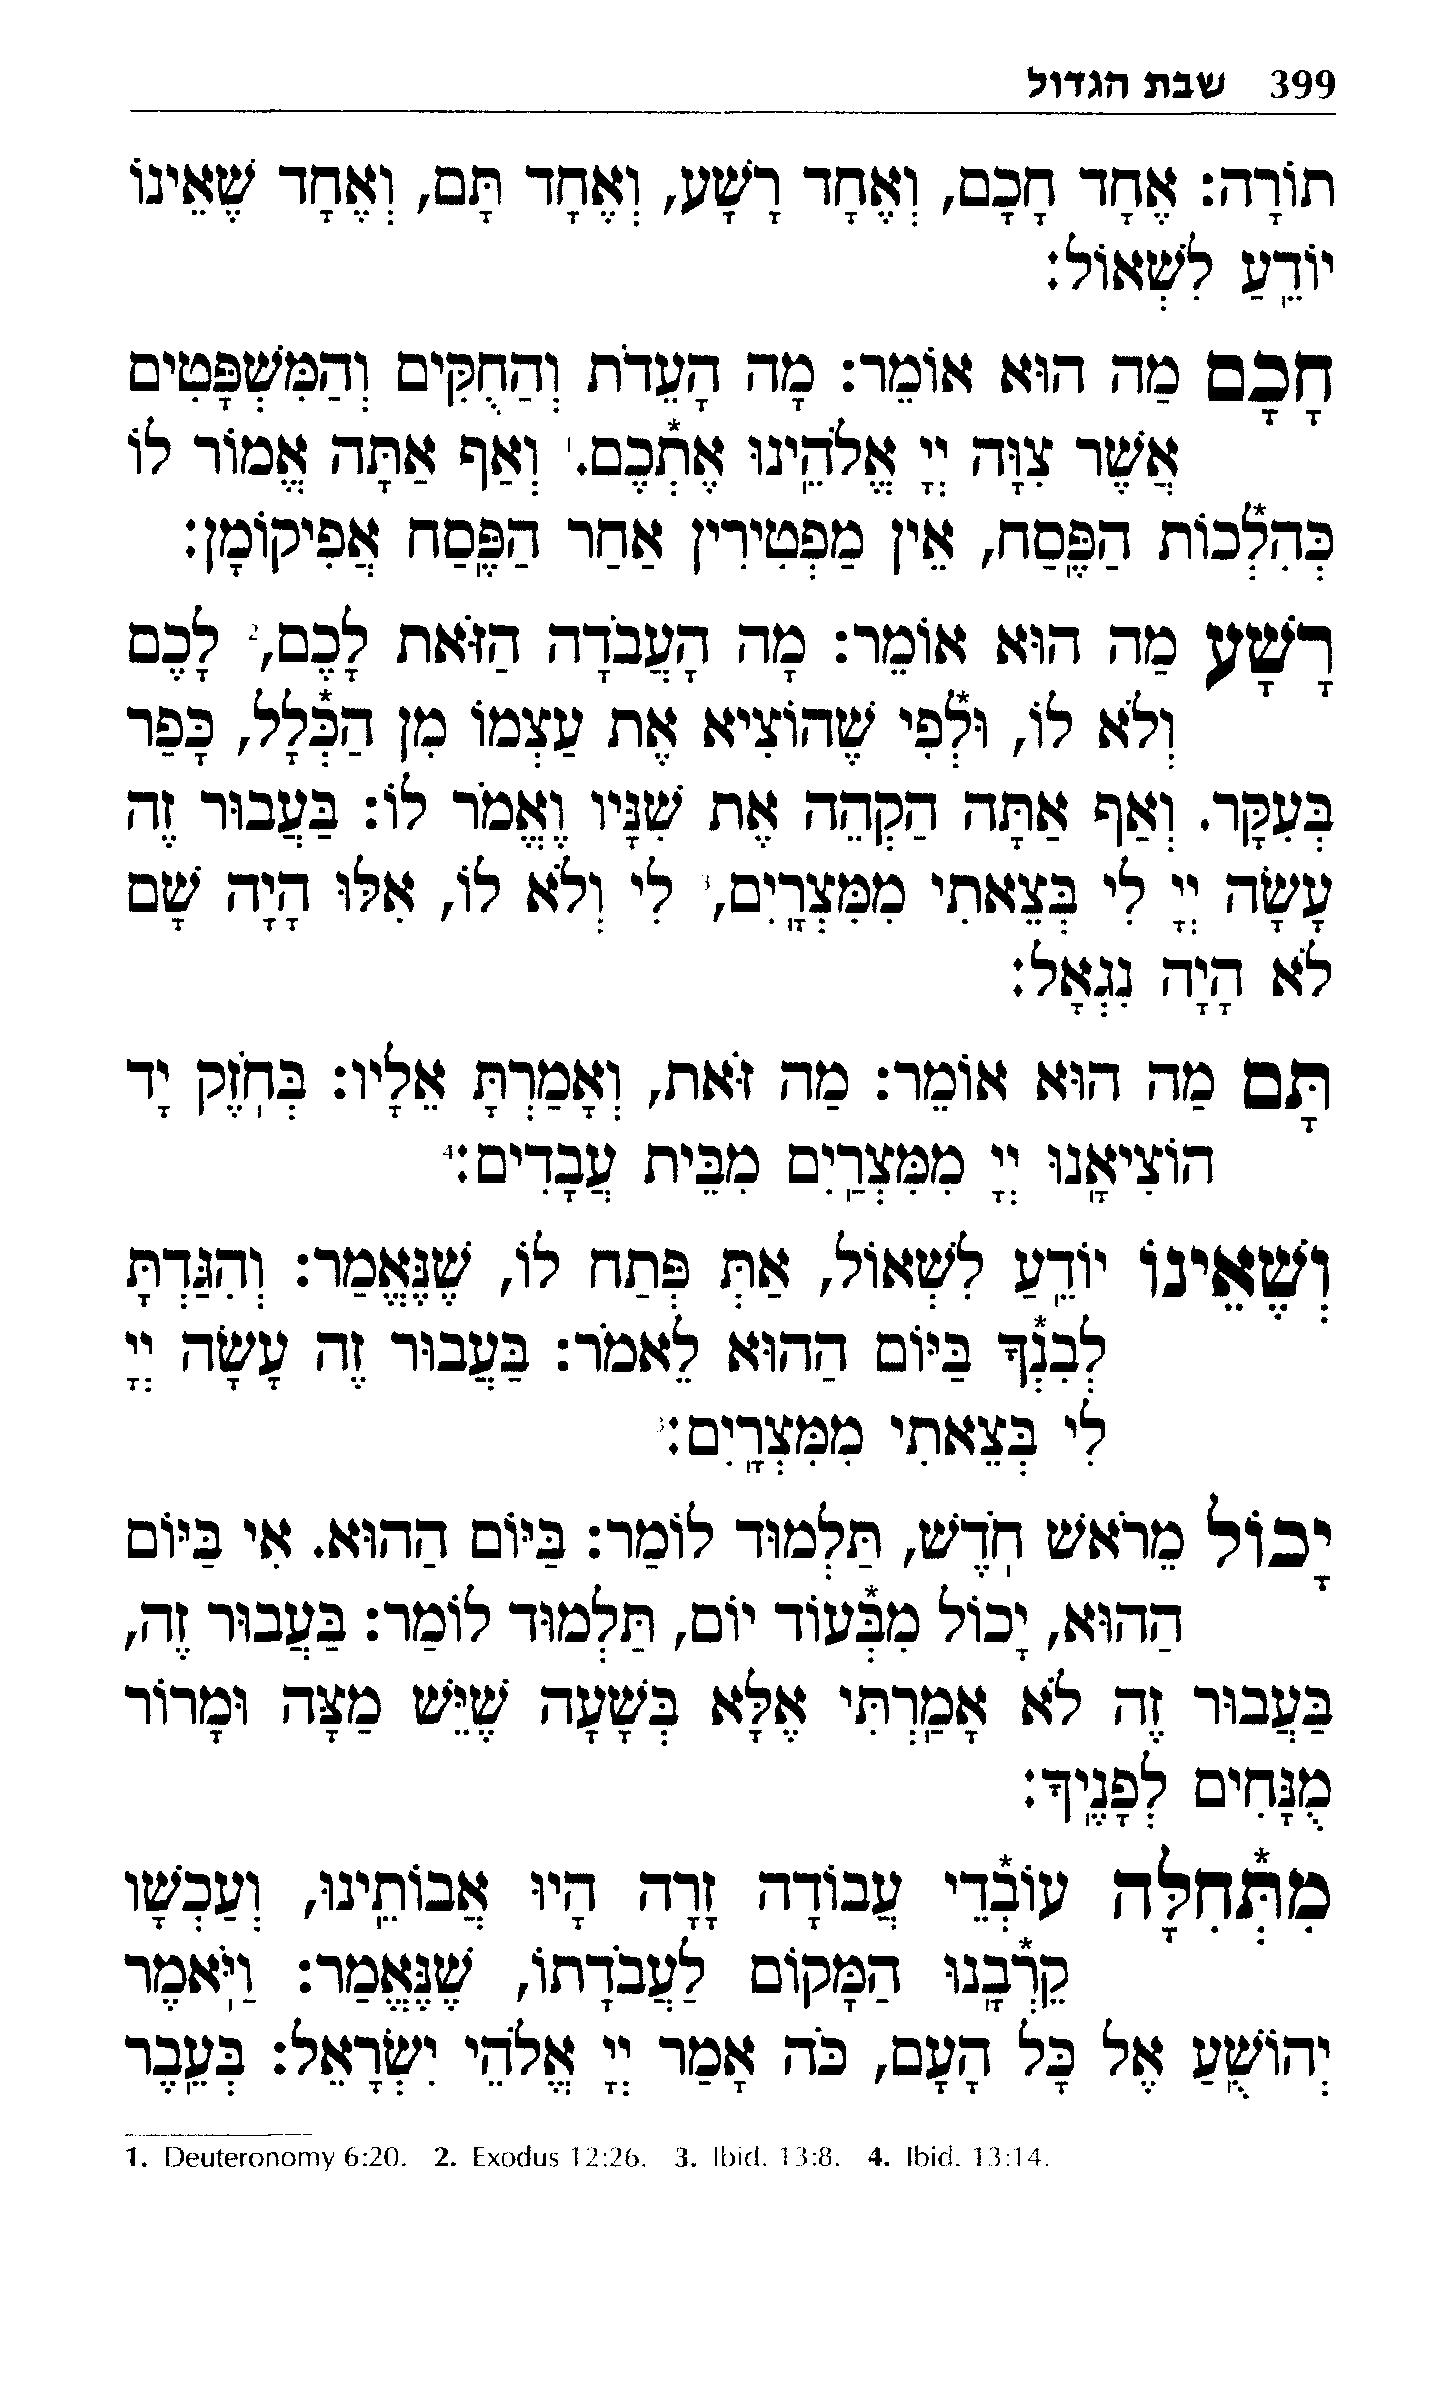 399 שבת הגדול
תוֹרָה: אֶחָד חָכָם, וְאֶחָד רָשָׁע, וְאֶחָד תָּם, וְאֶחָד שֶׁאֵינוֹ
יוֹדֵעַ לִשְׁאוֹל:
חָכָם מַה הוּא אוֹמֵר: מָה הָעֵדֹת וְהַחֻקִּים וְהַמִּשְׁפָּטִים
אֲשֶׁר צִוָּה יְיָ אֱלֹהֵינוּ אֶתְ*כֶם.¹ וְאַף אַתָּה אֱמוֹר לוֹ
כְּהִלְ*כוֹת הַפֶּסַח, אֵין מַפְטִירִין אַחַר הַפֶּסַח אֲפִיקוֹמָן:
רָשָׁע מַה הוּא אוֹמֵר: מָה הָעֲבֹדָה הַזֹּאת לָכֶם,² לָכֶם
וְלֹא לוֹ, וּלְ*פִי שֶׁהוֹצִיא אֶת עַצְמוֹ מִן הַכְּ*לָל, כָּפַר
בְּעִקָּר. וְאַף אַתָּה הַקְהֵה אֶת שִׁנָּיו וֶאֱמֹר לוֹ: בַּעֲבוּר זֶה
עָשָׂה יְיָ לִי בְּצֵאתִי מִמִּצְרָיִם,³ לִי וְלֹא לוֹ, אִלּוּ הָיָה שָׁם
לֹא הָיָה נִגְאָל:
תָּם מַה הוּא אוֹמֵר: מַה זֹּאת, וְאָמַרְתָּ אֵלָיו: בְּחֹזֶק יָד
הוֹצִיאָנוּ יְיָ מִמִּצְרַיִם מִבֵּית עֲבָדִים:⁴
וְשֶׁאֵינוֹ יוֹדֵעַ לִשְׁאוֹל, אַתְּ פְּתַח לוֹ, שֶׁנֶּאֱמַר: וְהִגַּדְתָּ
לְבִנְ*ךָ בַּיּוֹם הַהוּא לֵאמֹר: בַּעֲבוּר זֶה עָשָׂה יְיָ
לִי בְּצֵאתִי מִמִּצְרָיִם:³
יָכוֹל מֵרֹאשׁ חֹדֶשׁ, תַּלְמוּד לוֹמַר: בַּיּוֹם הַהוּא. אִי בַּיּוֹם
הַהוּא, יָכוֹל מִבְּ*עוֹד יוֹם, תַּלְמוּד לוֹמַר: בַּעֲבוּר זֶה,
בַּעֲבוּר זֶה לֹא אָמַרְתִּי אֶלָּא בְּשָׁעָה שֶׁיֵּשׁ מַצָּה וּמָרוֹר
מֻנָּחִים לְפָנֶיךָ:
מִתְּ*חִלָּה עוֹבְ*דֵי עֲבוֹדָה זָרָה הָיוּ אֲבוֹתֵינוּ, וְעַכְשָׁו
קֵרְ*בָנוּ הַמָּקוֹם לַעֲבֹדָתוֹ, שֶׁנֶּאֱמַר: וַיֹּאמֶר
יְהוֹשֻׁעַ אֶל כָּל הָעָם, כֹּה אָמַר יְיָ אֱלֹהֵי יִשְׂרָאֵל: בְּעֵבֶר
1. Deuteronomy 6:20. 2. Exodus 12:26. 3. Ibid. 13:8. 4. Ibid. 13:14.